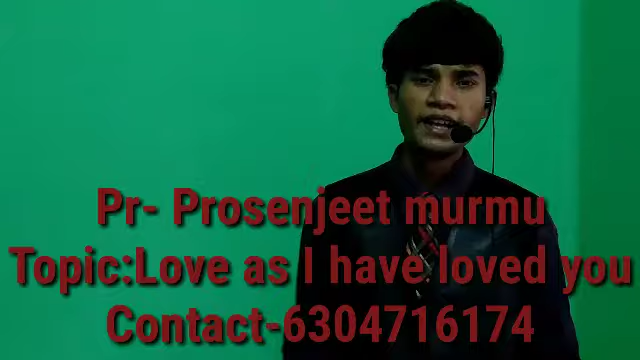 Pr- Prosenjeet murmu
Topic:Love as I have loved you
Contact-6304716174